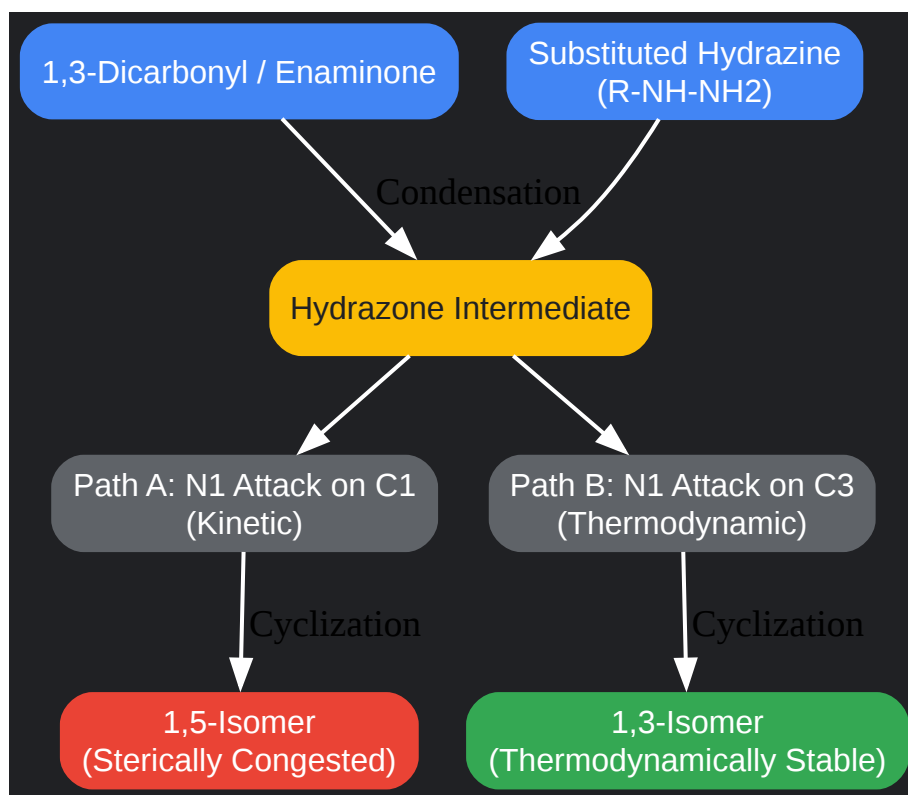 1,3-Dicarbonyl / Enaminone
Substituted Hydrazine
(R-NH-NH2)
Condensation
Hydrazone Intermediate
Path A: N1 Attack on C1
(Kinetic)
Path B: N1 Attack on C3
(Thermodynamic)
Cyclization
Cyclization
1,5-Isomer
(Sterically Congested)
1,3-Isomer
(Thermodynamically Stable)